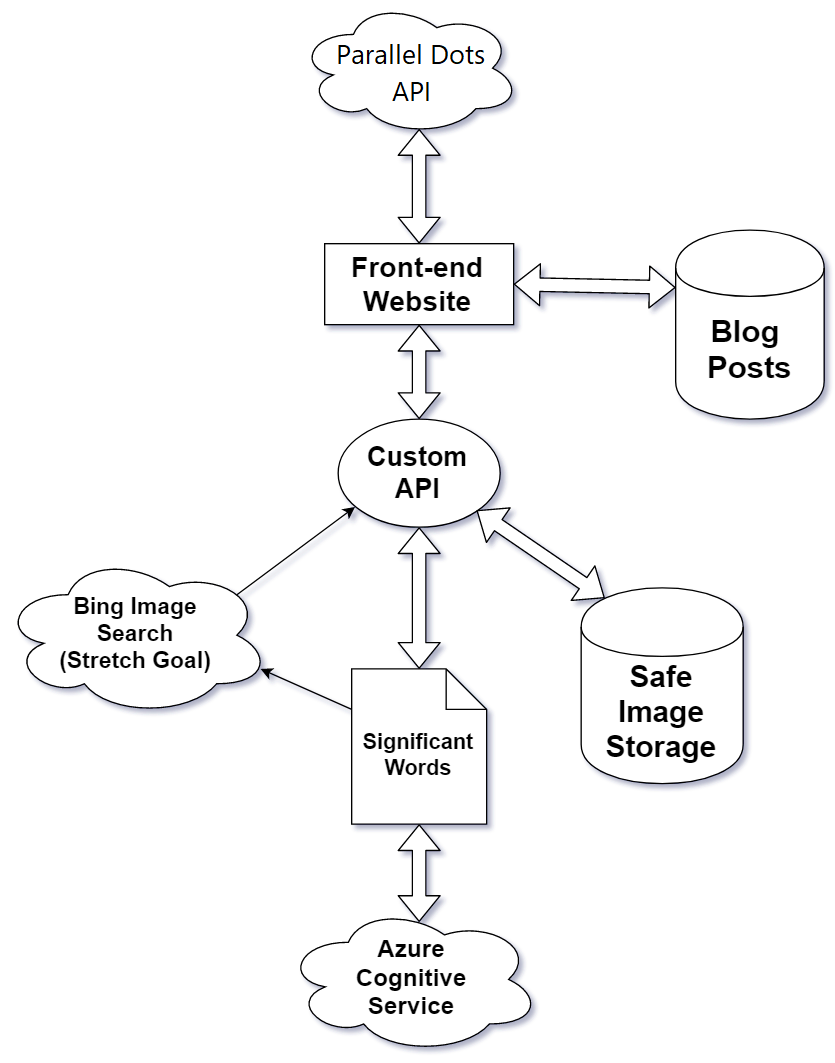 Parallel Dots
API
Front-end
Website
Blog
Posts
Custom
API
Bing Image
Search
(Stretch Goal)
Safe
Image
Storage
Significant
Words
Azure
Cognitive
Service